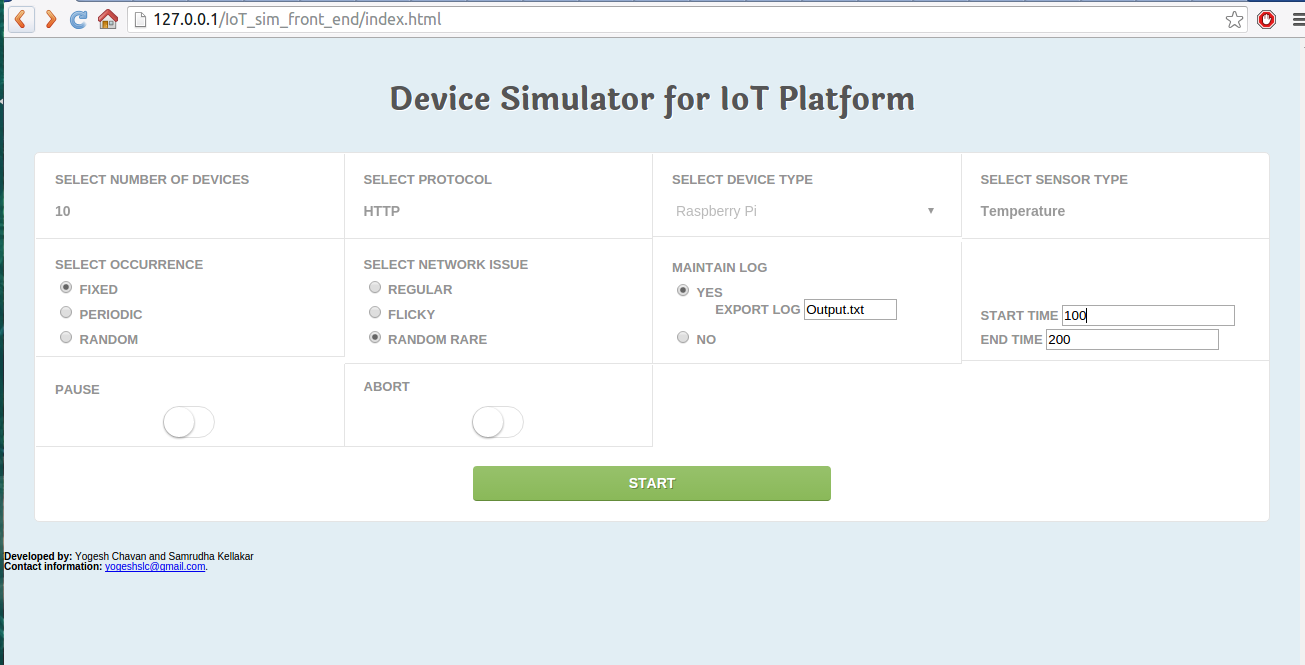 127.0.0.1/IoT_sim_front_end/index.html
Device Simulator for IoT Platform
SELECT NUMBER OF DEVICES
10
SELECT PROTOCOL
HTTP
SELECT DEVICE TYPE
Raspberry Pi
SELECT SENSOR TYPE
Temperature
SELECT OCCURRENCE
FIXED
PERIODIC
RANDOM
SELECT NETWORK ISSUE
REGULAR
FLICKY
RANDOM RARE
MAINTAIN LOG
YES
EXPORT LOG Output.txt
NO
START TIME 100
END TIME 200
PAUSE
ABORT
START
Developed by: Yogesh Chavan and Samrudha Kellakar
Contact information: yogeshslc@gmail.com.